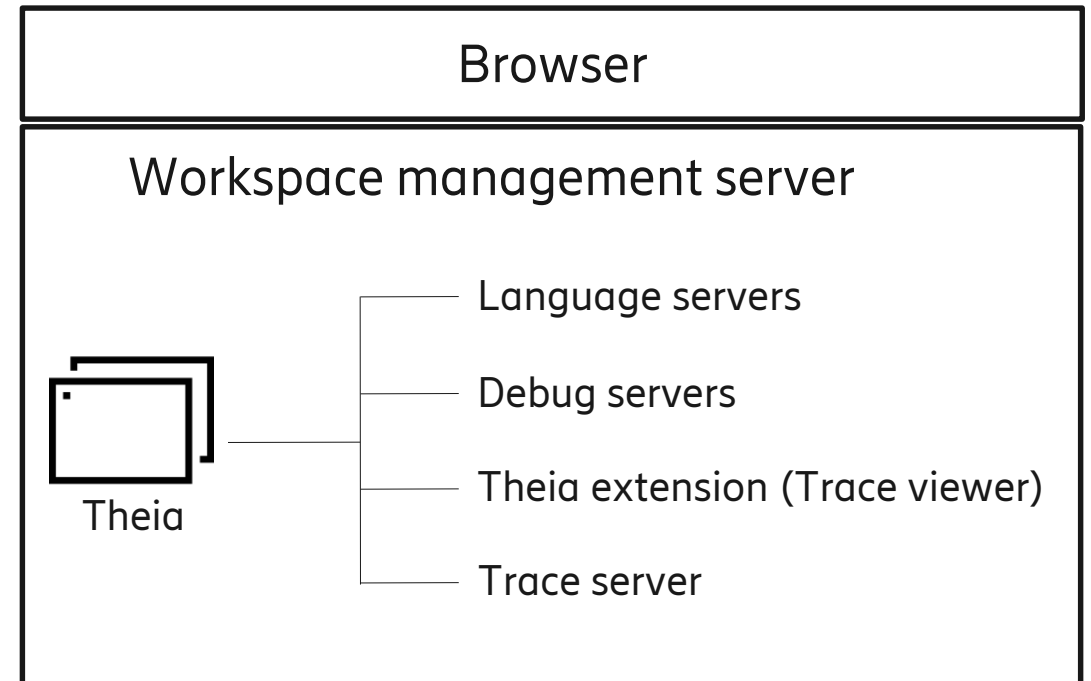 Browser
Workspace management server
Language servers
Debug servers
Theia extension (Trace viewer)
Theia
Trace server